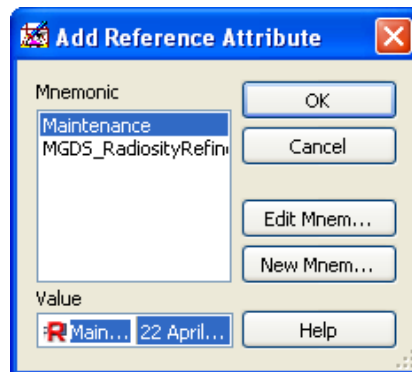 Add Reference Attribute
Mnemonic
Maintenance
MGDS_RadiosityRefin
OK
Cancel
Edit Mnem...
New Mnem...
Value
R Main... 22 April...
Help